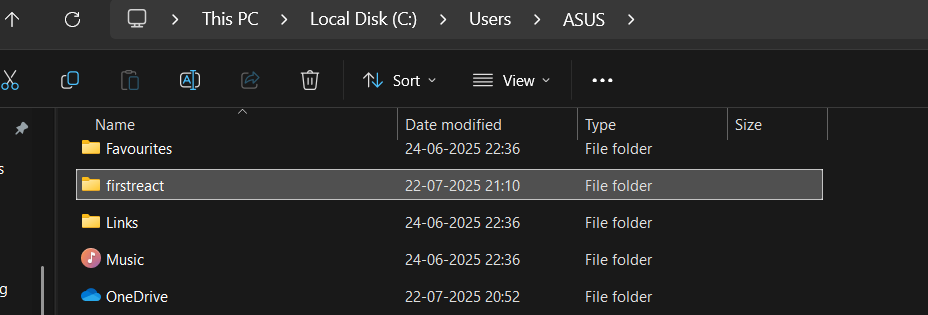 This PC > Local Disk (C:) > Users > ASUS >
Sort View
Name Date modified Type Size
Favourites 24-06-2025 22:36 File folder
firstreact 22-07-2025 21:10 File folder
s
Links 24-06-2025 22:36 File folder
Music 24-06-2025 22:36 File folder
g
OneDrive 22-07-2025 20:52 File folder